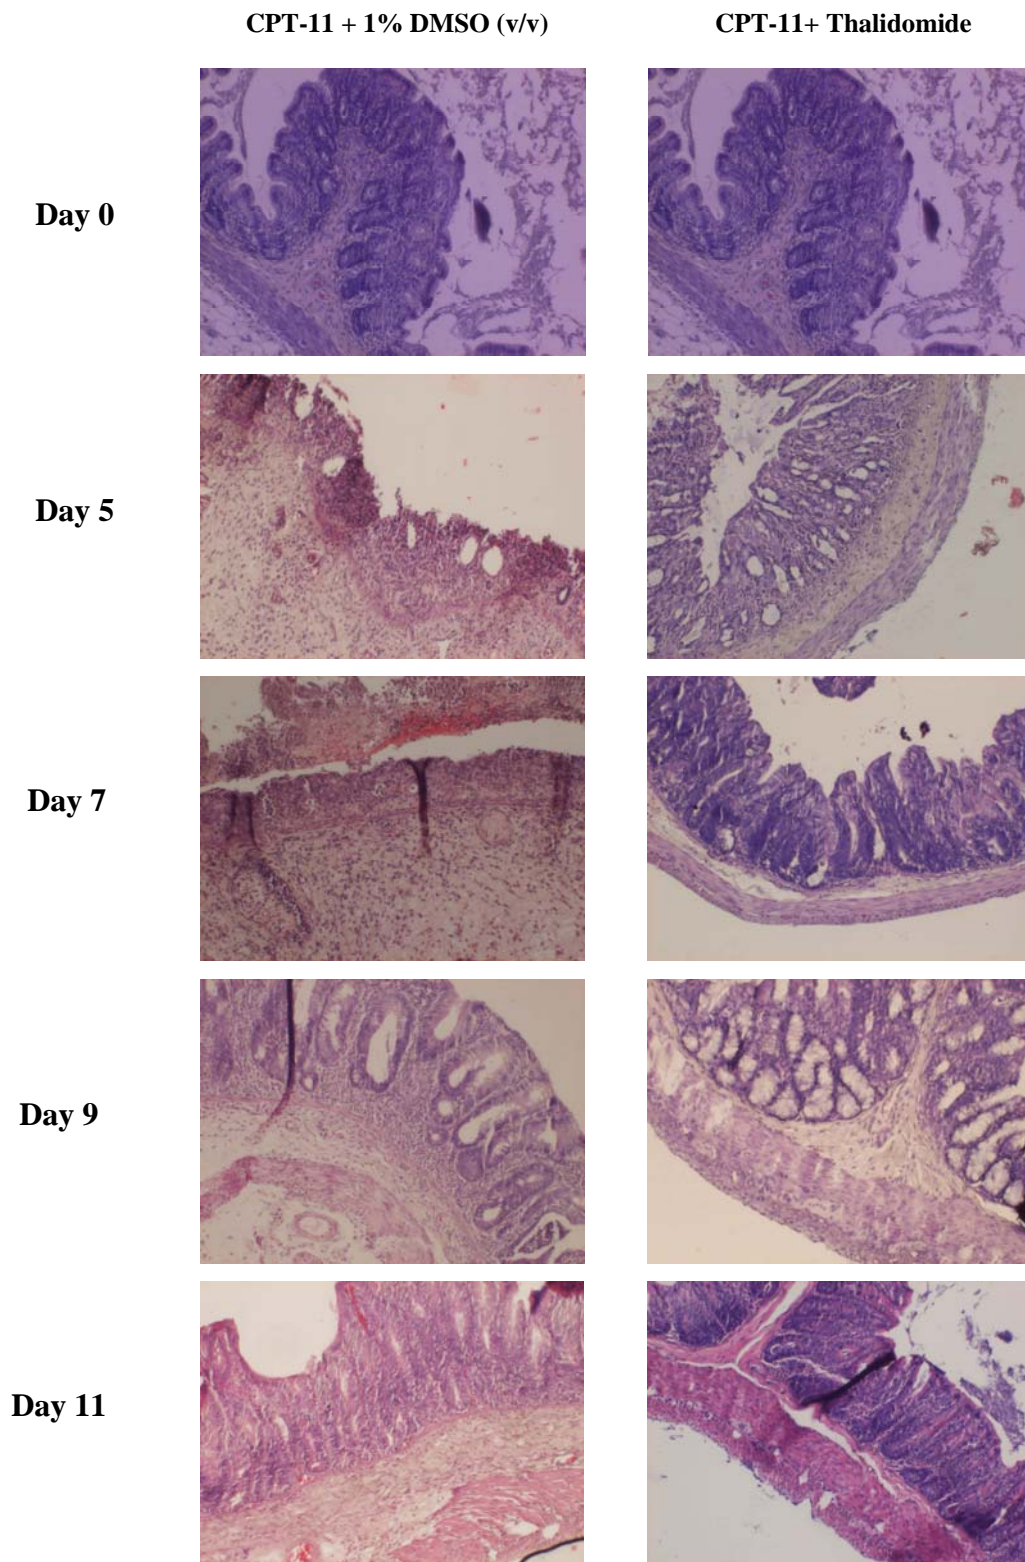 CPT-11 + 1% DMSO (v/v)
CPT-11+ Thalidomide
Day 0
Day 5
Day 7
Day 9
Day 11